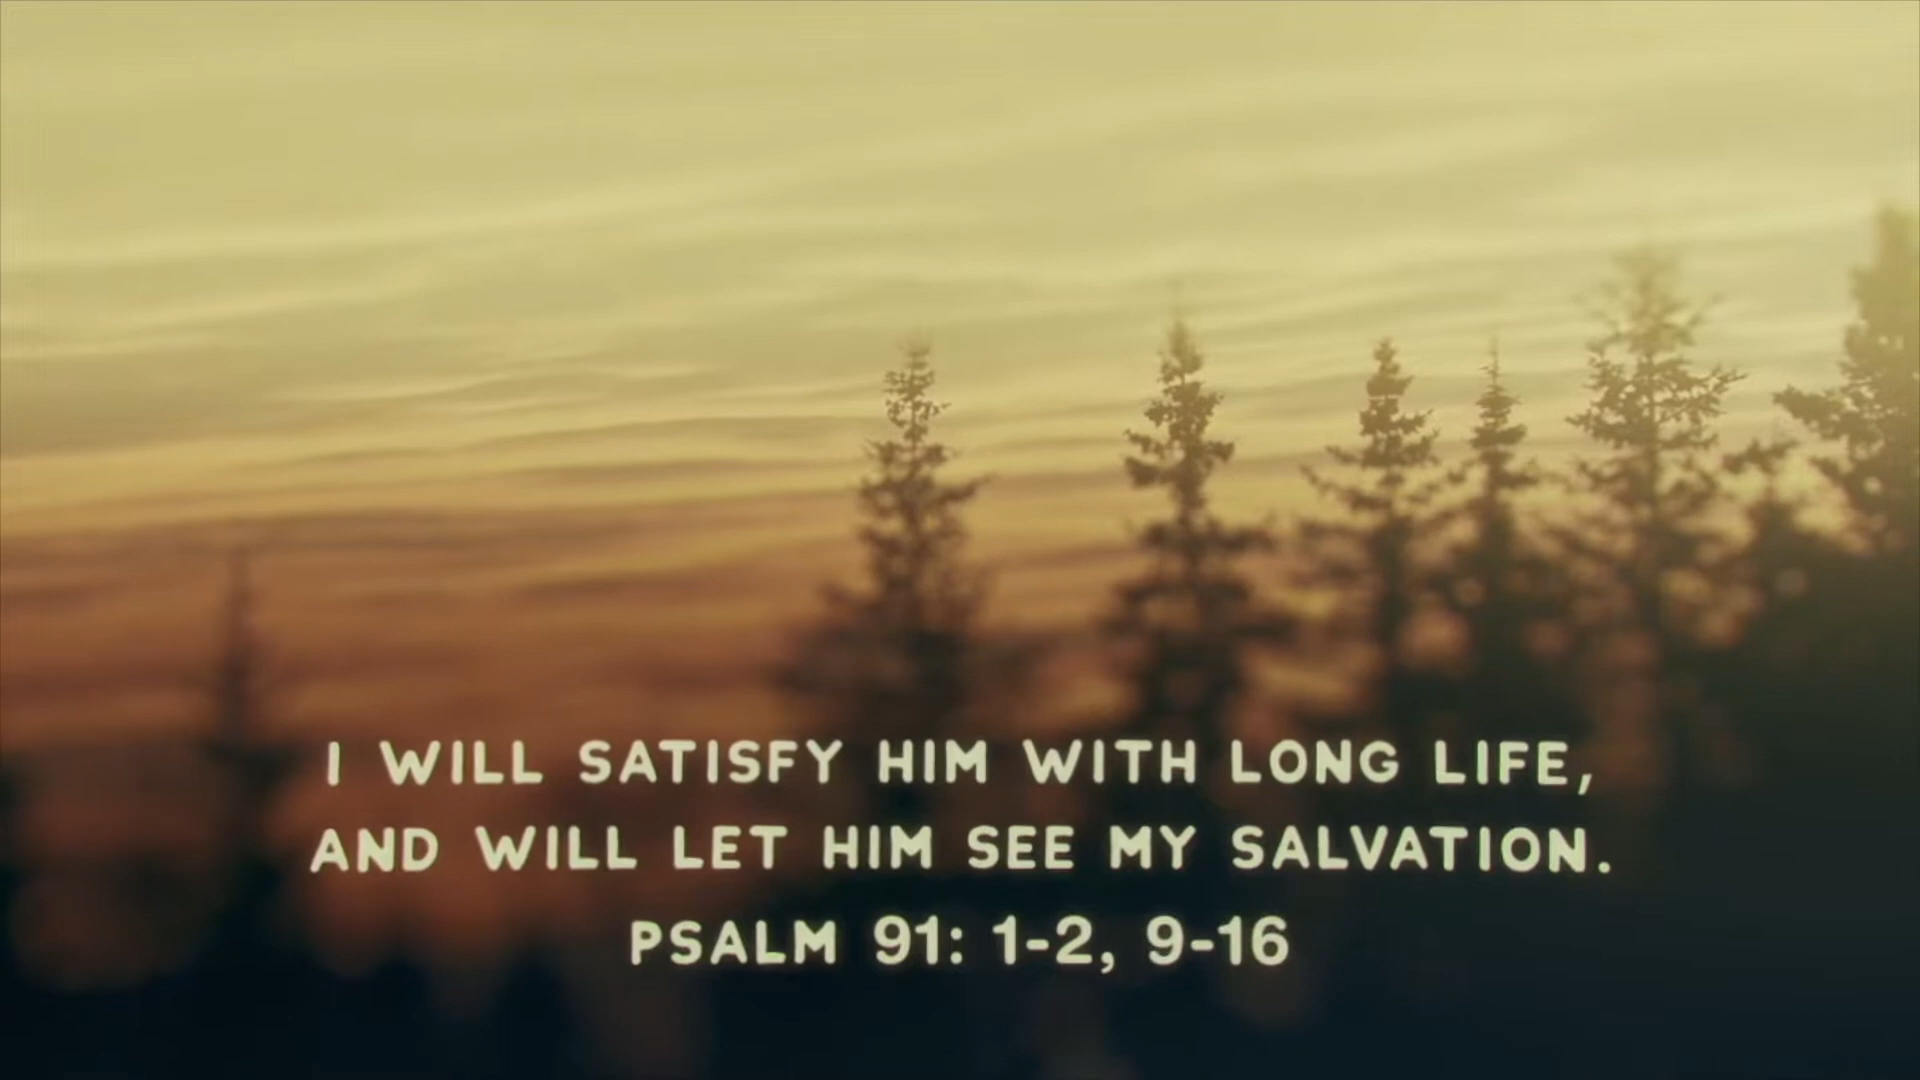 I WILL SATISFY HIM WITH LONG LIFE,
AND WILL LET HIM SEE MY SALVATION.
PSALM 91: 1-2, 9-16